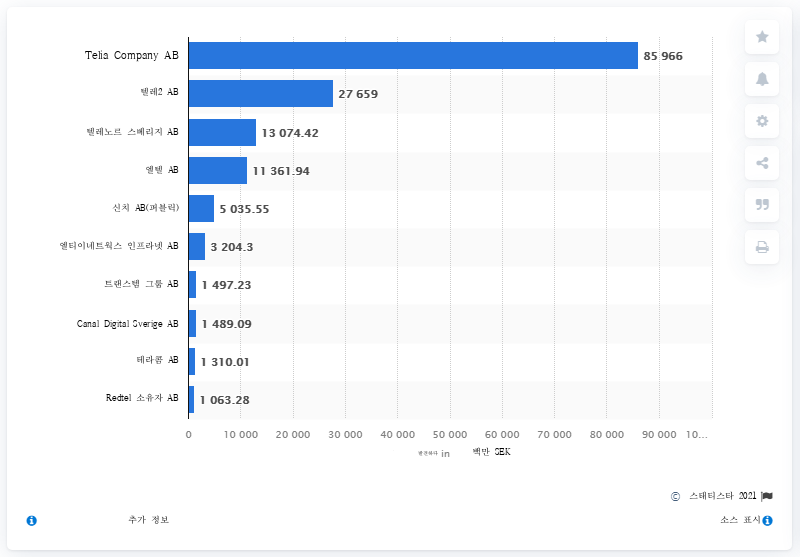 Telia Company AB 85 966
텔레2 AB 27 659
텔레노르 스베리지 AB 13 074.42
엘텔 AB 11 361.94
신치 AB(퍼블릭) 5 035.55
엘티이네트웍스 인프라넷 AB 3 204.3
트랜스템 그룹 AB 1 497.23
Canal Digital Sverige AB 1 489.09
테라콤 AB 1 310.01
Redtel 소유자 AB 1 063.28
0 10 000 20 000 30 000 40 000 50 000 60 000 70 000 80 000 90 000 10...
in 백만 SEK
© 스태티스타 2021
추가 정보 소스 표시